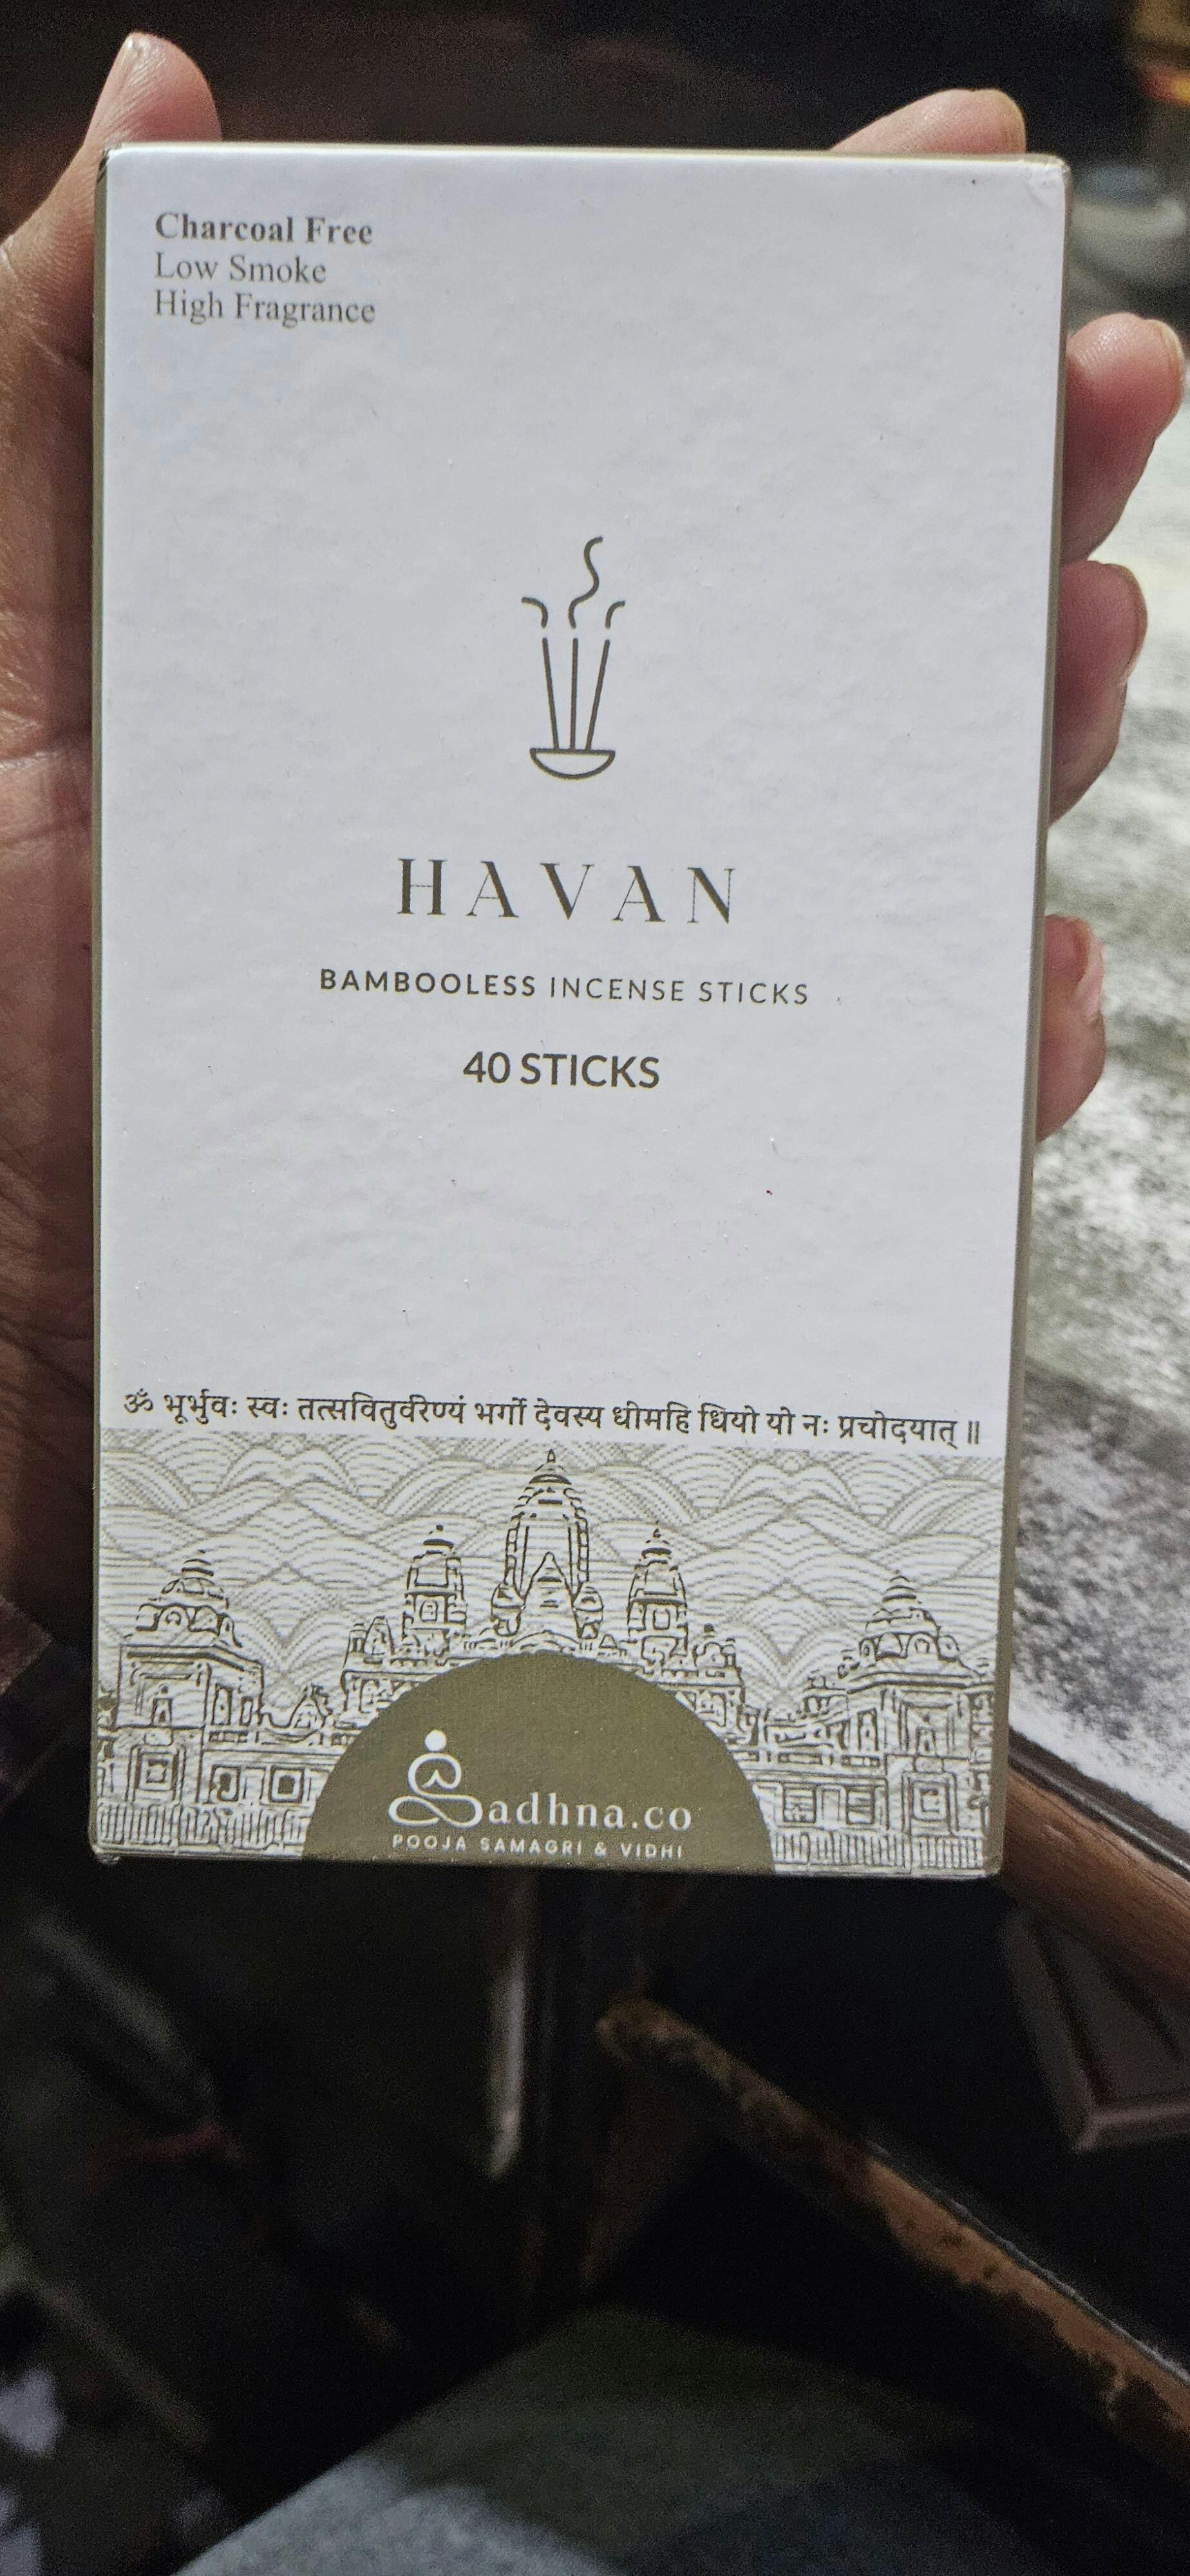 Charcoal Free
Low Smoke
High Fragrance
HAVAN
BAMBOOLESS INCENSE STICKS
40 STICKS
ॐ भूर्भुवः स्वः तत्सवितुर्वरेण्यं भर्गो देवस्य धीमहि धियो यो नः प्रचोदयात् ॥
Sadhna.co
POOJA SAMAGRI & VIDHI